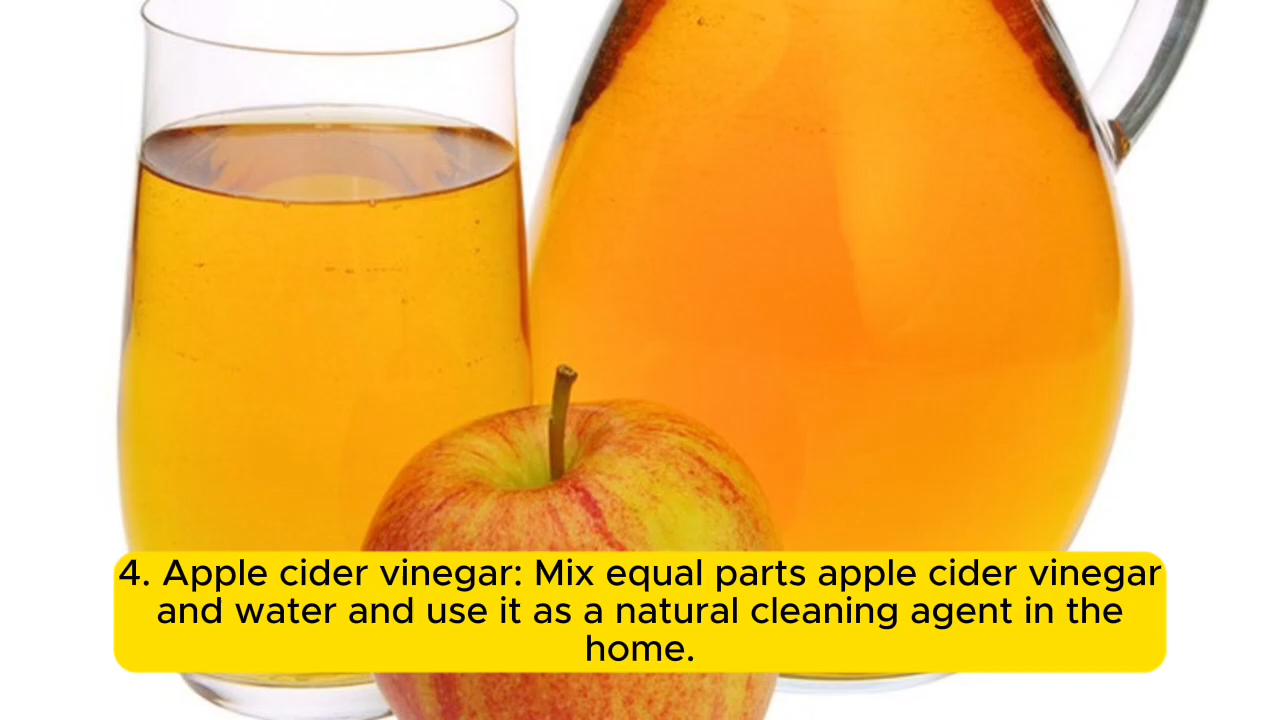 4. Apple cider vinegar: Mix equal parts apple cider vinegar
and water and use it as a natural cleaning agent in the
home.